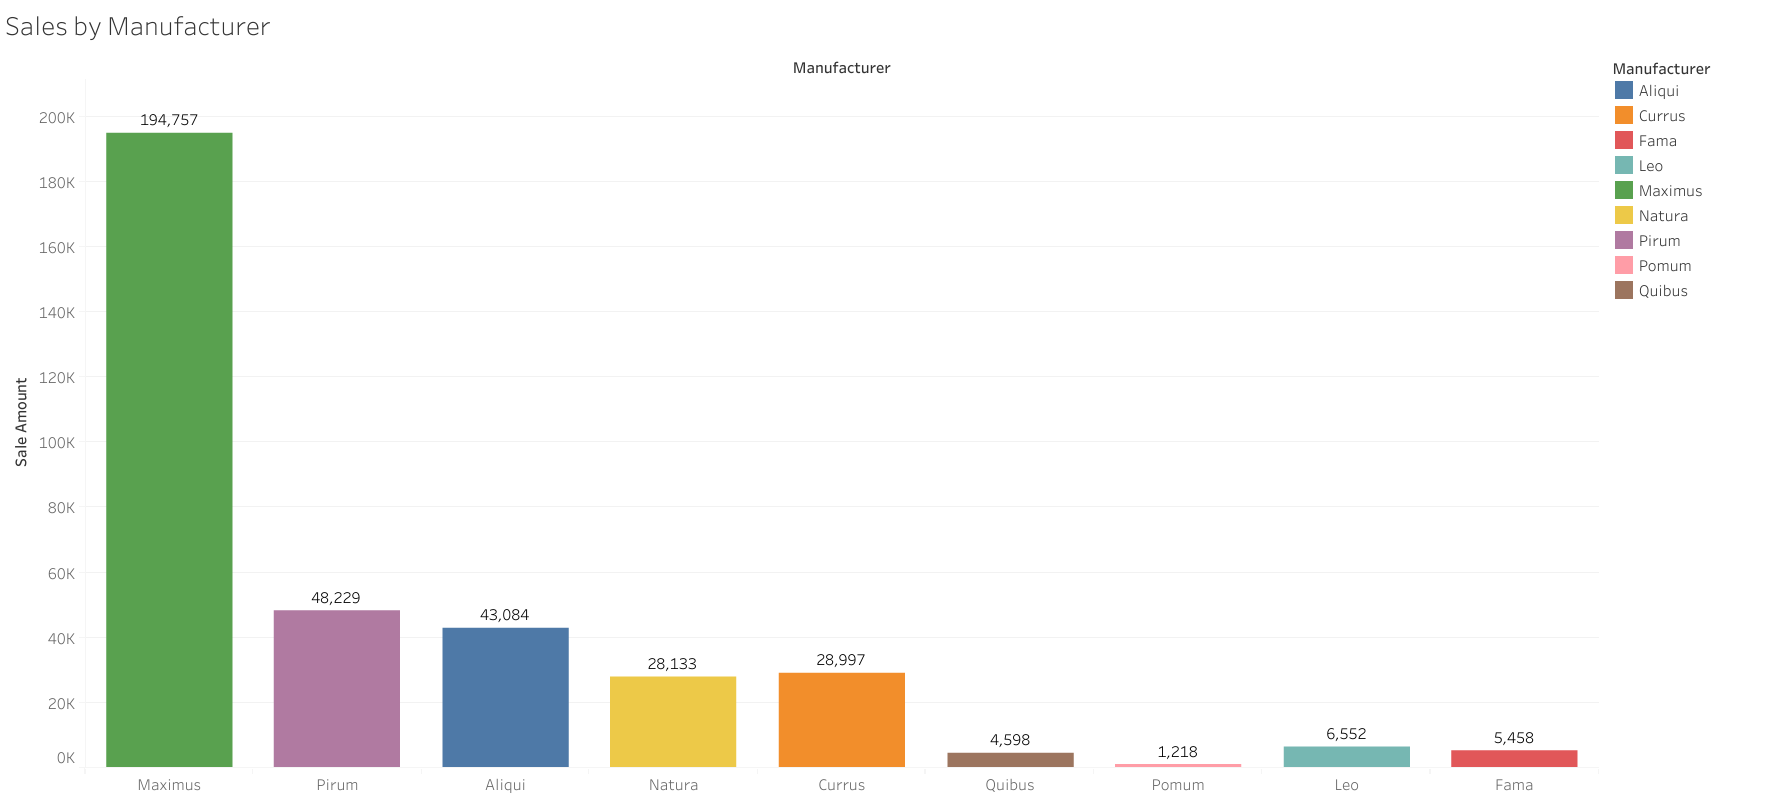 Sales by Manufacturer
Manufacturer
Sale Amount
200K
180K
160K
140K
120K
100K
80K
60K
40K
20K
0K
194,757
48,229
43,084
28,133
28,997
4,598
1,218
6,552
5,458
Maximus
Pirum
Aliqui
Natura
Currus
Quibus
Pomum
Leo
Fama
Manufacturer
Aliqui
Currus
Fama
Leo
Maximus
Natura
Pirum
Pomum
Quibus